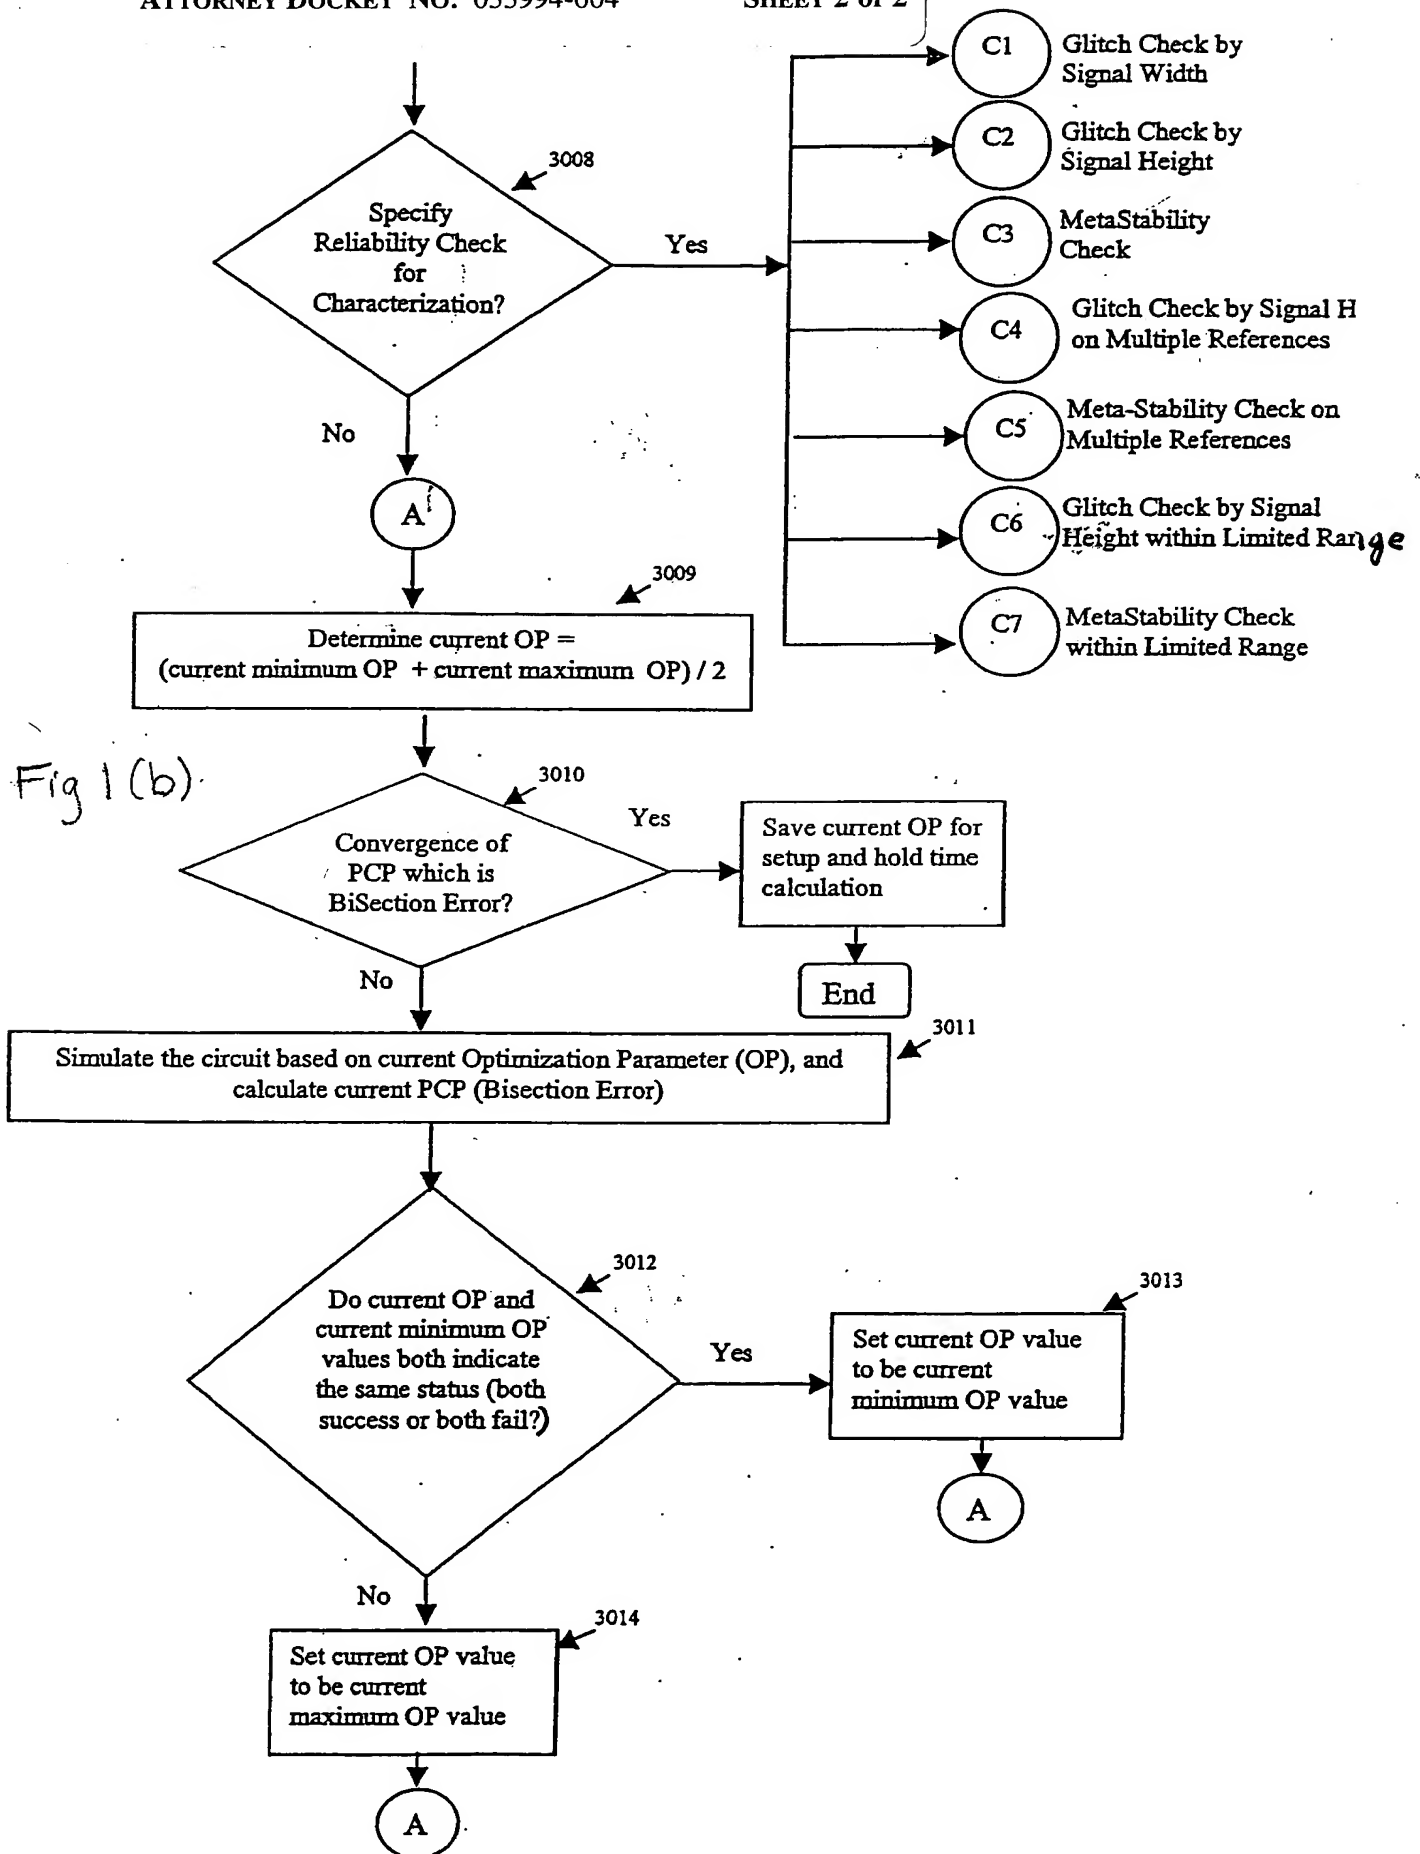 ATTORNEY DOCKET NO. 033994-004 SHEET 2 of 2
C1
Glitch Check by
Signal Width
C2
Glitch Check by
Signal Height
3008
Specify
Reliability Check
for
Characterization?
Yes
C3
MetaStability
Check
C4
Glitch Check by Signal H
on Multiple References
No
C5
Meta-Stability Check on
Multiple References
A
C6
Glitch Check by Signal
Height within Limited Range
3009
Determine current OP =
(current minimum OP + current maximum OP) / 2
C7
MetaStability Check
within Limited Range
Fig 1 (b)
3010
Convergence of
PCP which is
BiSection Error?
Yes
Save current OP for
setup and hold time
calculation
No
End
3011
Simulate the circuit based on current Optimization Parameter (OP), and
calculate current PCP (Bisection Error)
3012
Do current OP and
current minimum OP
values both indicate
the same status (both
success or both fail?)
Yes
3013
Set current OP value
to be current
minimum OP value
A
No
3014
Set current OP value
to be current
maximum OP value
A